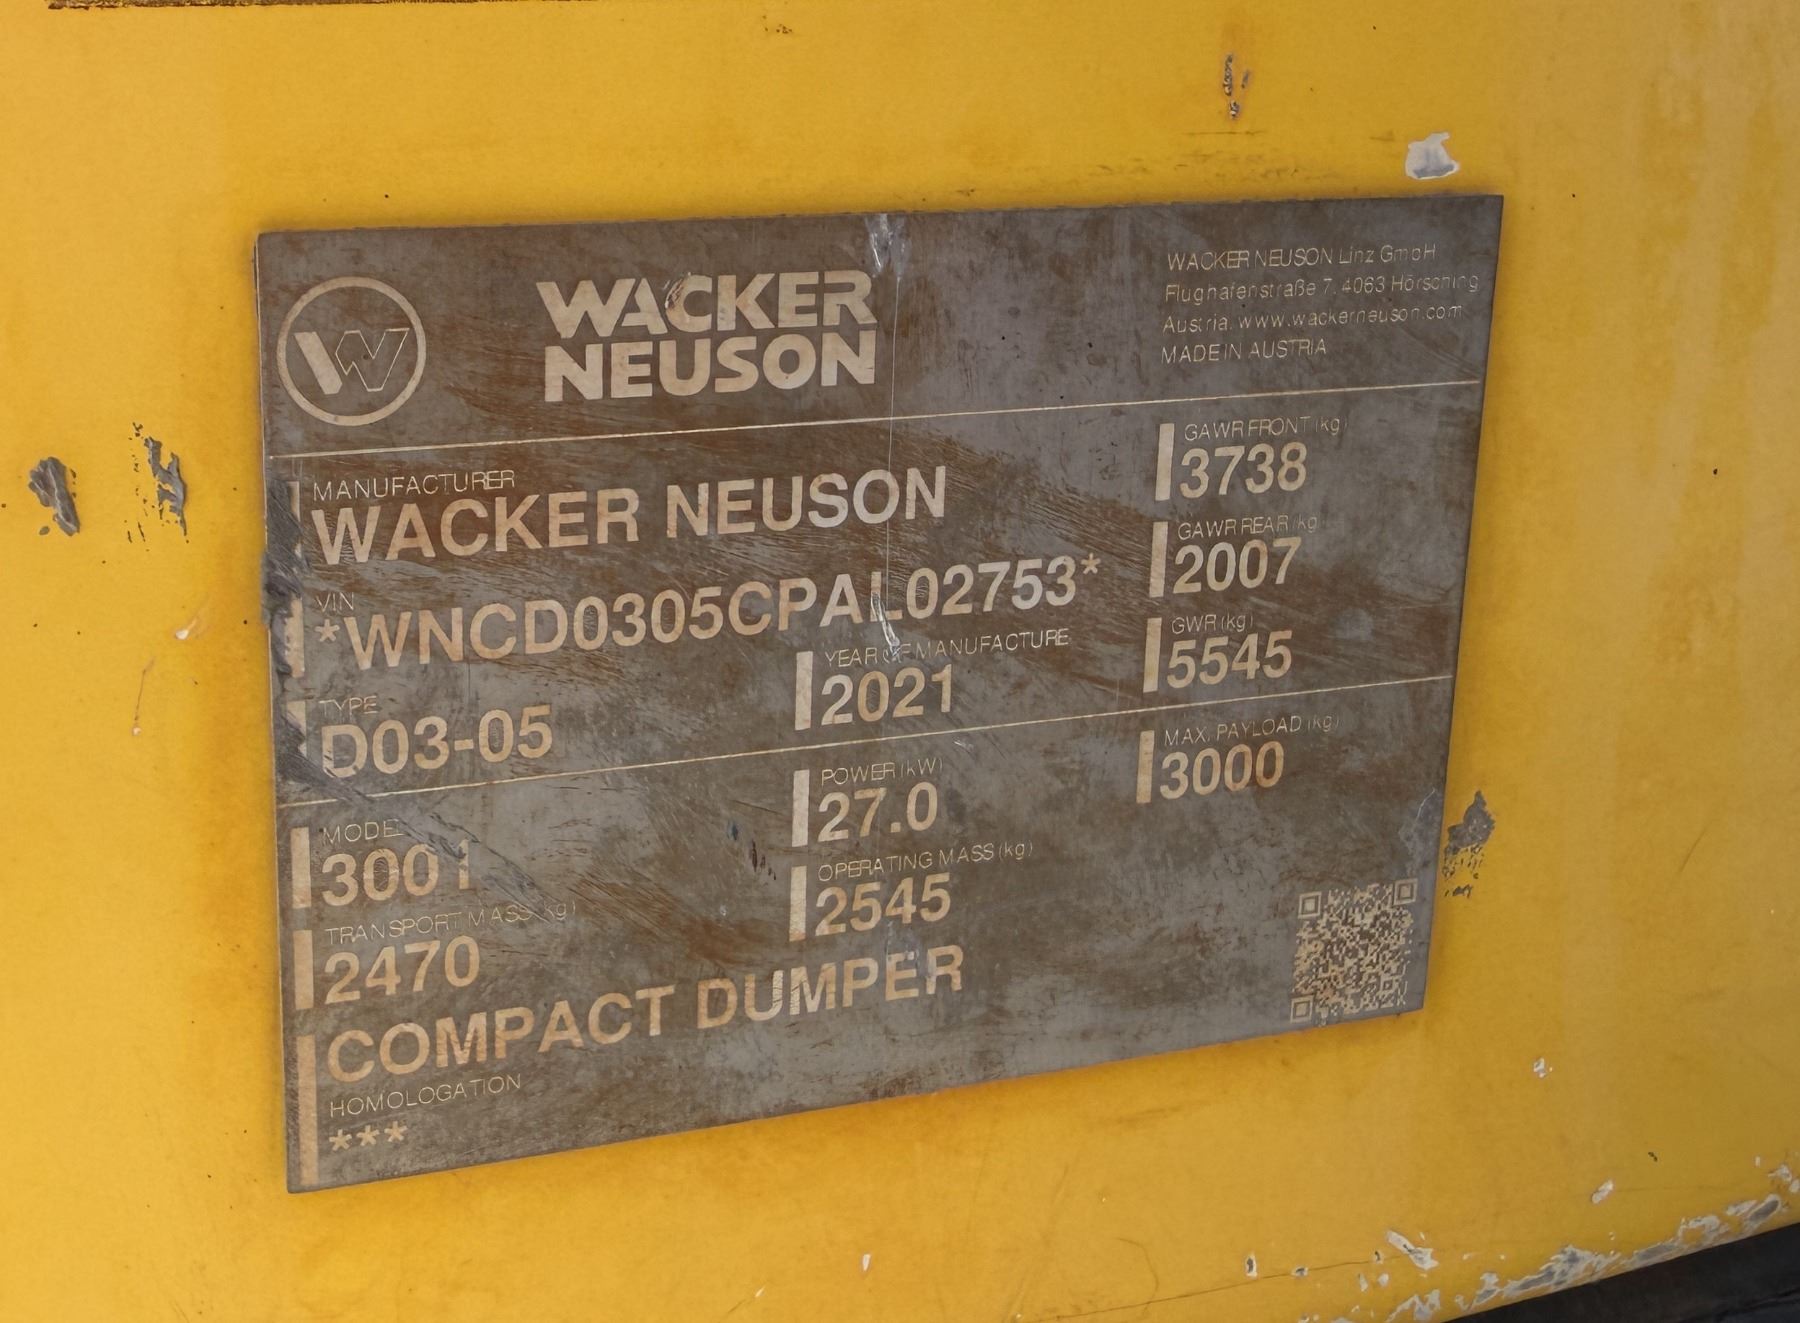 WACKER
NEUSON
WACKER NEUSON Linz GmbH
Flughafenstraße 7, 4063 Hörsching
Austria, www.wackerneuson.com
MADE IN AUSTRIA
MANUFACTURER
WACKER NEUSON
VIN
*WNCD0305CPAL02753*
TYPE
D03-05
YEAR OF MANUFACTURE
2021
GAWR FRONT (kg)
3738
GAWR REAR (kg)
2007
GWR (kg)
5545
MODEL
3001
POWER (kW)
27.0
MAX. PAYLOAD (kg)
3000
TRANSPORT MASS (kg)
2470
OPERATING MASS (kg)
2545
COMPACT DUMPER
HOMOLOGATION
***